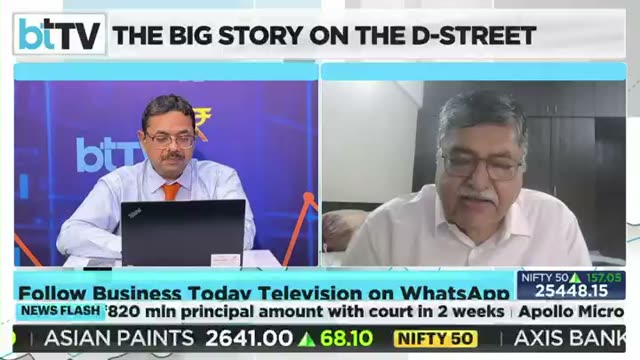 btTV THE BIG STORY ON THE D-STREET
btTV
ThinkPad
Follow Business Today Television on WhatsApp
NIFTY 50 ▲ 157.05
25448.15
NEWS FLASH '820 mln principal amount with court in 2 weeks | Apollo Micro
ASIAN PAINTS 2641.00 ▲ 68.10 NIFTY 50 AXIS BANK